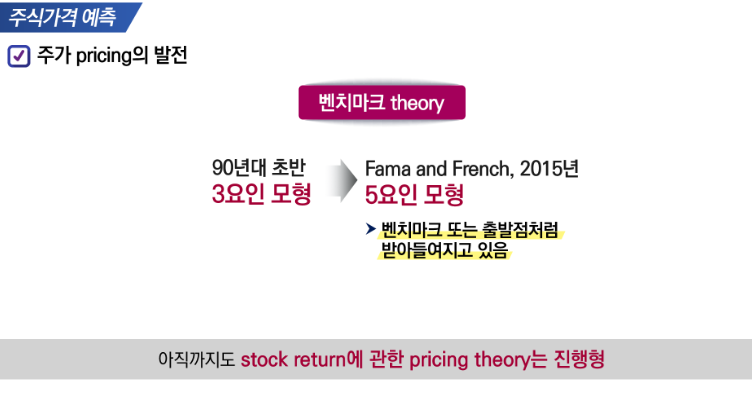 주식가격 예측
주가 pricing의 발전
벤치마크 theory
90년대 초반
3요인 모형
Fama and French, 2015년
5요인 모형
벤치마크 또는 출발점처럼
받아들여지고 있음
아직까지도 stock return에 관한 pricing theory는 진행형